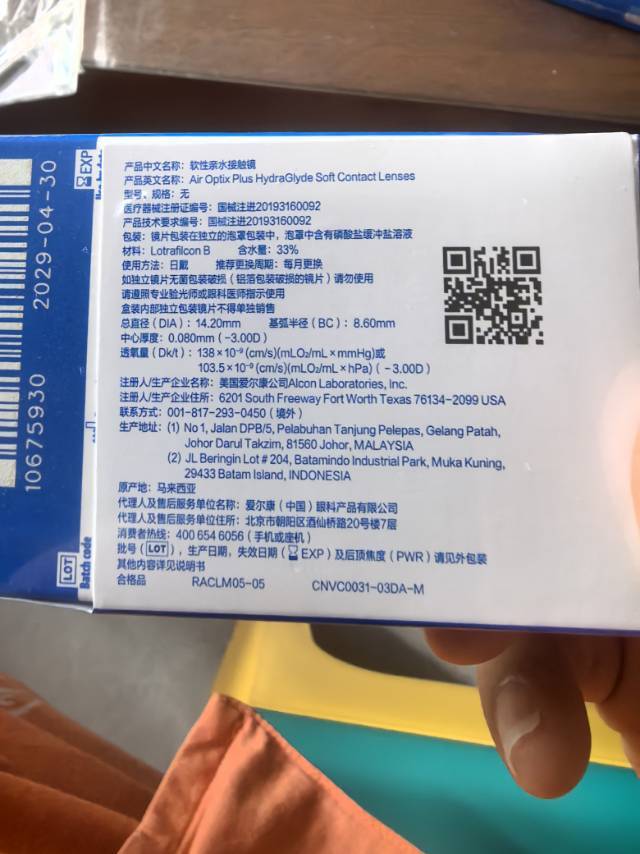 产品中文名称：软性亲水接触镜
产品英文名称：Air Optix Plus HydraGlyde Soft Contact Lenses
型号、规格：无
医疗器械注册证编号：国械注进20193160092
产品技术要求编号：国械注进20193160092
包装：镜片包装在独立的泡罩包装中，泡罩中含有磷酸盐缓冲盐溶液
材料：Lotrafilcon B 含水量：33%
使用方法：日戴 推荐更换周期：每月更换
如独立镜片无菌包装破损（铝箔包装破损的镜片）请勿使用
请遵照专业验光师或眼科医师指示使用
盒装内部独立包装镜片不得单独销售
总直径（DIA）：14.20mm 基弧半径（BC）：8.60mm
中心厚度：0.080mm（-3.00D）
透氧量（Dk/t）：138×10⁻⁹(cm/s)(mLO₂/mL×mmHg)或
103.5×10⁻⁹(cm/s)(mLO₂/mL×hPa)（-3.00D）
注册人/生产企业名称：美国爱尔康公司Alcon Laboratories, Inc.
注册人/生产企业住所：6201 South Freeway Fort Worth Texas 76134-2099 USA
联系方式：001-817-293-0450（境外）
生产地址：(1) No 1, Jalan DPB/5, Pelabuhan Tanjung Pelepas, Gelang Patah,
Johor Darul Takzim, 81560 Johor, MALAYSIA
(2) JL Beringin Lot # 204, Batamindo Industrial Park, Muka Kuning,
29433 Batam Island, INDONESIA
原产地：马来西亚
代理人及售后服务单位名称：爱尔康（中国）眼科产品有限公司
代理人及售后服务单位住所：北京市朝阳区酒仙桥路20号楼7层
消费者热线：400 654 6056（手机或座机）
批号（LOT），生产日期，失效日期（EXP）及后顶焦度（PWR）请见外包装
其他内容详见说明书
合格品 RACLM05-05 CNVC0031-03DA-M
EXP
2029-04-30
10675930
LOT
Batch code